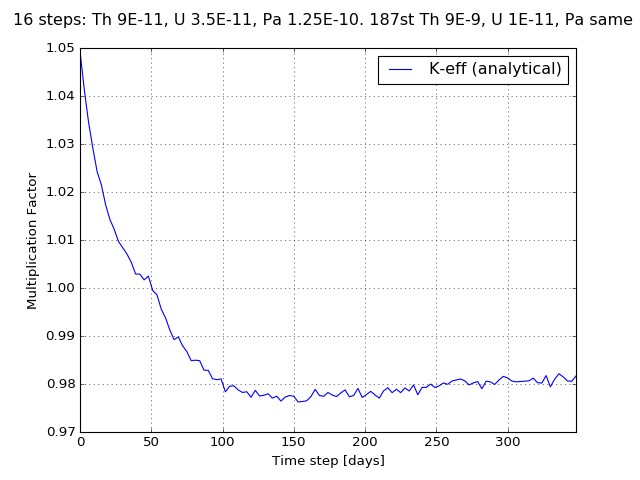 16 steps: Th 9E-11, U 3.5E-11, Pa 1.25E-10. 187st Th 9E-9, U 1E-11, Pa same
K-eff (analytical)
1.05
1.04
1.03
1.02
1.01
1.00
0.99
0.98
0.97
Multiplication Factor
0 50 100 150 200 250 300
Time step [days]